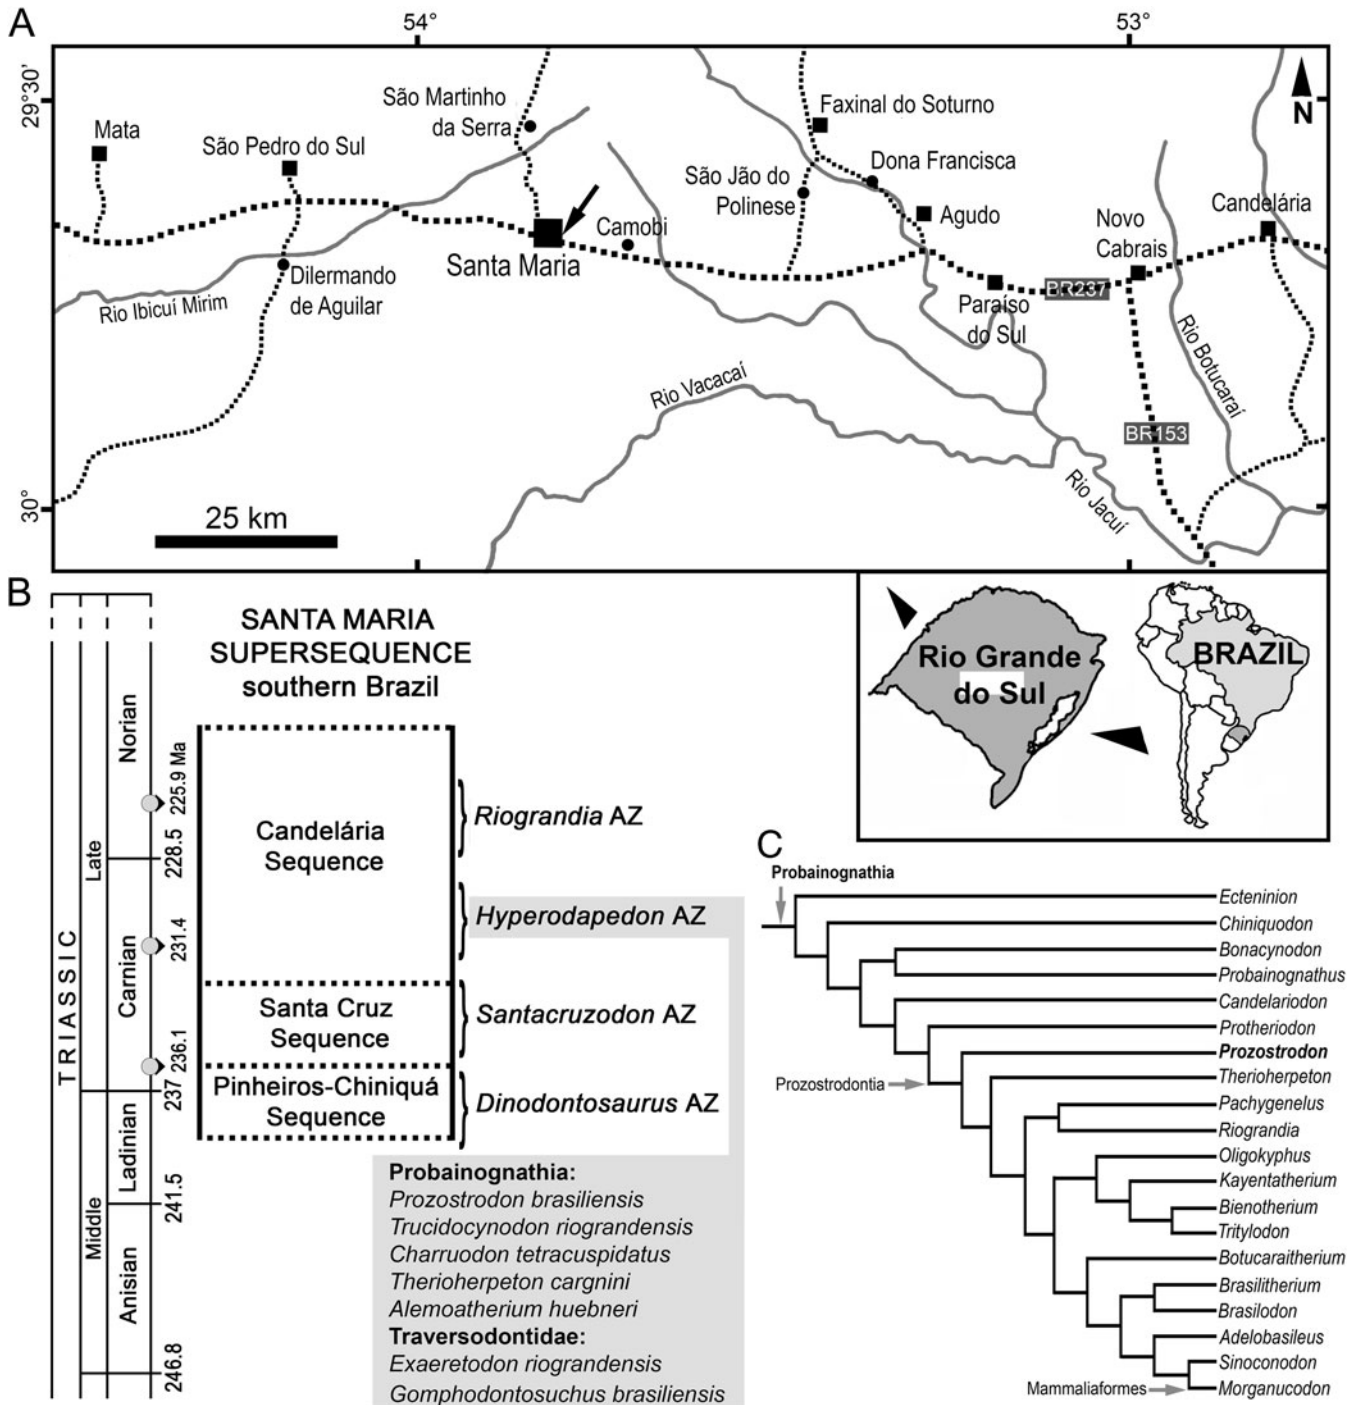 A
54°
53°
29°30'
30°
N
Mata
São Pedro do Sul
São Martinho
da Serra
Faxinal do Soturno
Dona Francisca
São Jão do
Polinese
Agudo
Novo
Cabrais
Candelária
Camobi
Santa Maria
Dilermando
de Aguilar
Rio Ibicuí Mirim
Paraíso
do Sul
BR237
Rio Botucaraí
Rio Vacacaí
BR153
Rio Jacuí
25 km
Rio Grande
do Sul
BRAZIL
B
SANTA MARIA
SUPERSEQUENCE
southern Brazil
TRIASSIC
Late
Middle
Norian
Carnian
Ladinian
Anisian
225.9 Ma
228.5
231.4
236.1
237
241.5
246.8
Candelária
Sequence
Santa Cruz
Sequence
Pinheiros-Chiniquá
Sequence
Riograndia AZ
Hyperodapedon AZ
Santacruzodon AZ
Dinodontosaurus AZ
Probainognathia:
Prozostrodon brasiliensis
Trucidocynodon riograndensis
Charruodon tetracuspidatus
Therioherpeton cargnini
Alemoatherium huebneri
Traversodontidae:
Exaeretodon riograndensis
Gomphodontosuchus brasiliensis
C
Probainognathia
Ecteninion
Chiniquodon
Bonacynodon
Probainognathus
Candelariodon
Protheriodon
Prozostrodon
Prozostrodontia
Therioherpeton
Pachygenelus
Riograndia
Oligokyphus
Kayentatherium
Bienotherium
Tritylodon
Botucaraitherium
Brasilitherium
Brasilodon
Adelobasileus
Sinoconodon
Mammaliaformes
Morganucodon